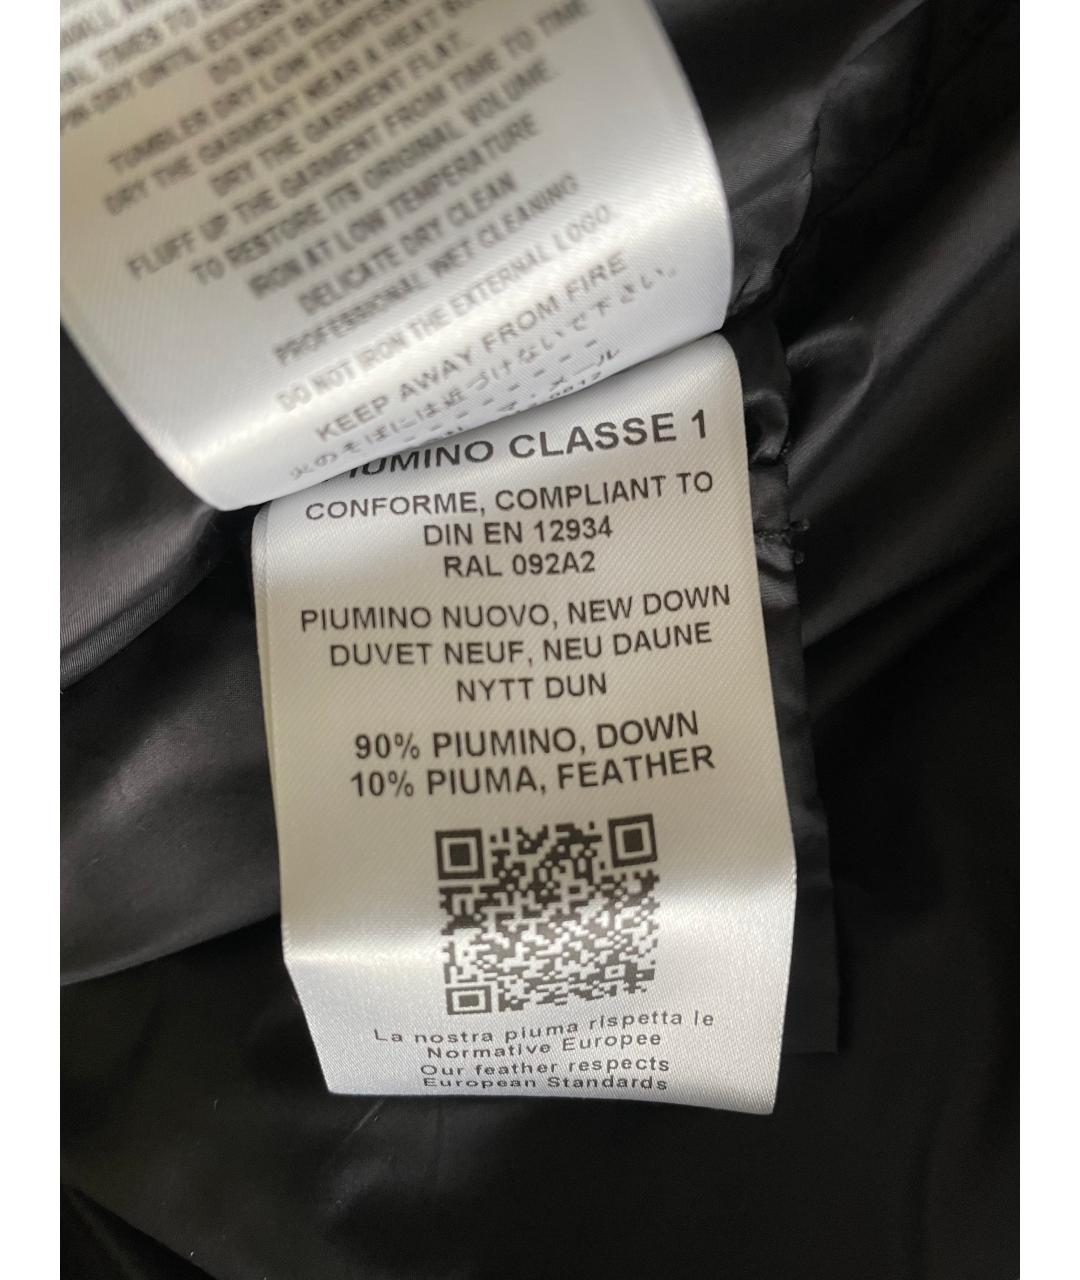 DO NOT
TUMBLER DRY LOW TEMPERATURE
DRY THE GARMENT NEAR A HEAT
DRY THE GARMENT FLAT.
FLUFF UP THE GARMENT FROM TIME TO TIME
TO RESTORE ITS ORIGINAL VOLUME.
IRON AT LOW TEMPERATURE
DELICATE DRY CLEAN
PROFESSIONAL WET CLEANING
DO NOT IRON THE EXTERNAL LOGO.
KEEP AWAY FROM FIRE
火のそばには近づけないで下さい。
PIUMINO CLASSE 1
CONFORME, COMPLIANT TO
DIN EN 12934
RAL 092A2
PIUMINO NUOVO, NEW DOWN
DUVET NEUF, NEU DAUNE
NYTT DUN
90% PIUMINO, DOWN
10% PIUMA, FEATHER
La nostra piuma rispetta le
Normative Europee
Our feather respects
European Standards